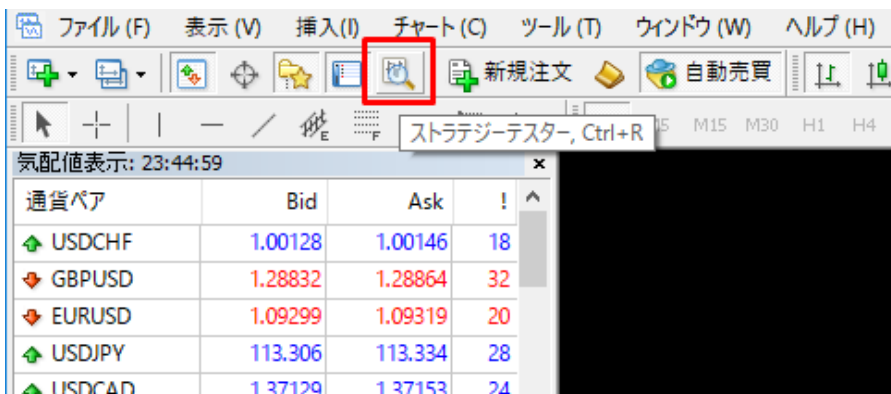 ファイル (F) 表示 (V) 挿入(I) チャート (C) ツール (T) ウィンドウ (W) ヘルプ (H)
新規注文 自動売買
E F M15 M30 H1 H4
ストラテジーテスター, Ctrl+R
気配値表示: 23:44:59 ×
通貨ペア Bid Ask !
USDCHF 1.00128 1.00146 18
GBPUSD 1.28832 1.28864 32
EURUSD 1.09299 1.09319 20
USDJPY 113.306 113.334 28
USDCAD 1.37129 1.37153 24